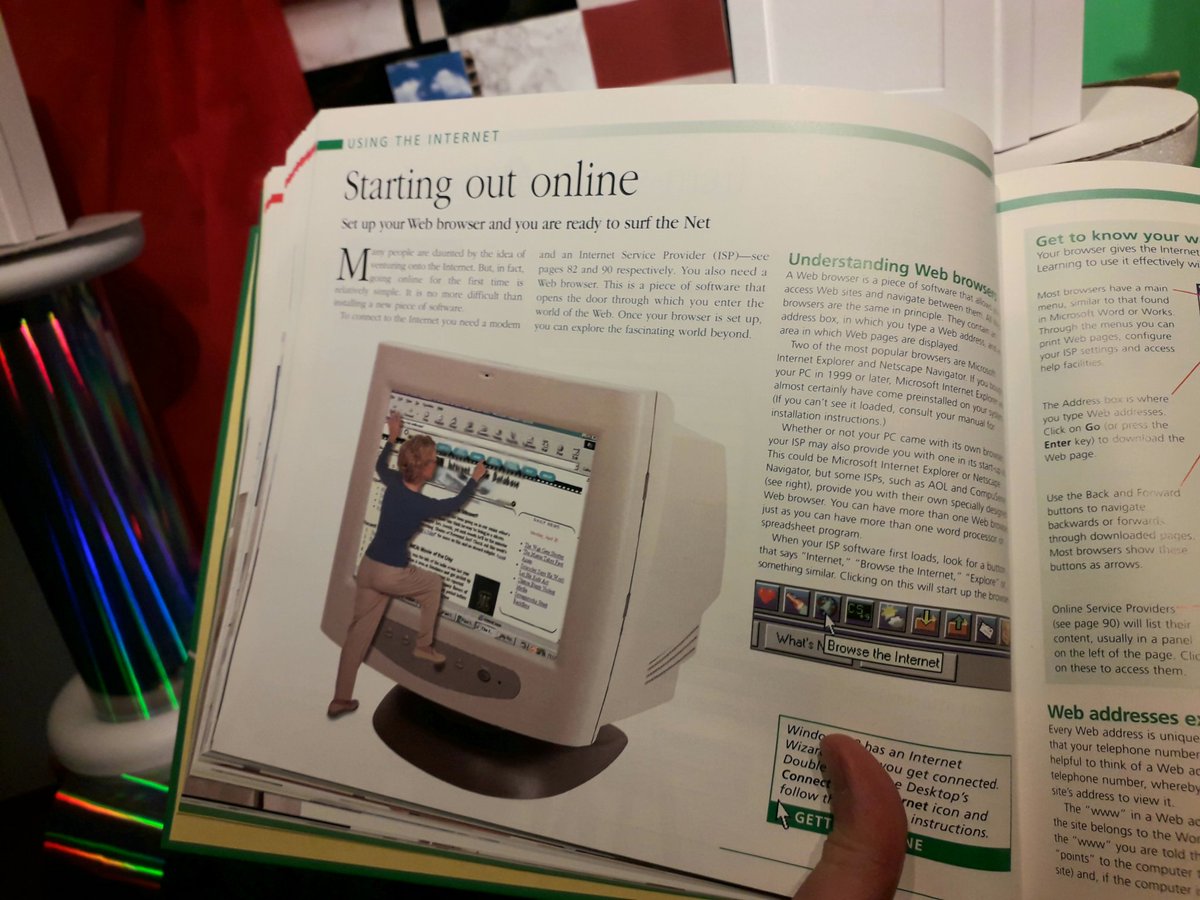 USING THE INTERNET
Starting out online
Set up your Web browser and you are ready to surf the Net
Many people are daunted by the idea of
venturing onto the Internet. But, in fact,
going online for the first time is
relatively simple. It is no more difficult than
installing a new piece of software.
To connect to the Internet you need a modem
and an Internet Service Provider (ISP)—see
pages 82 and 90 respectively. You also need a
Web browser. This is a piece of software that
opens the door through which you enter the
world of the Web. Once your browser is set up,
you can explore the fascinating world beyond.
Internet Database
Understanding Web browsers
A Web browser is a piece of software that
access Web sites and navigate between them.
browsers are the same in principle. They
address box, in which you type a Web address,
area in which Web pages are displayed.
Two of the most popular browsers are
Internet Explorer and Netscape Navigator. If
your PC in 1999 or later, Microsoft Internet
almost certainly have come preinstalled on your
(If you can't see it loaded, consult your manual for
installation instructions.)
Whether or not your PC came with its own
your ISP may also provide you with one in its
This could be Microsoft Internet Explorer or Netscape
Navigator, but some ISPs, such as AOL and
(see right), provide you with their own specially
Web browser. You can have more than one Web
just as you can have more than one word processor or
spreadsheet program.
When your ISP software first loads, look for a button
that says "Internet," "Browse the Internet," "Explore" or
something similar. Clicking on this will start up the
What's
Browse the Internet
has an Internet
you get connected.
Desktop's
icon and
follow
instructions.
Get to know your
Your browser gives the Internet
Learning to use it effectively
Most browsers have a main
menu, similar to that found
in Microsoft Word or Works.
Through the menus you can
print Web pages, configure
your ISP settings and access
help facilities.
The Address box is where
you type Web addresses.
Click on Go (or press the
Enter key) to download the
Web page.
Use the Back and Forward
buttons to navigate
backwards or forwards
through downloaded pages.
Most browsers show these
buttons as arrows.
Online Service Providers
(see page 90) will list their
content, usually in a panel
on the left of the page.
on these to access them.
Web addresses
Every Web address is unique
that your telephone number
helpful to think of a Web
telephone number, whereby
site's address to view it.
The "www" in a Web
the site belongs to the
the "www" you are told
"points" to the computer
site) and, if the computer